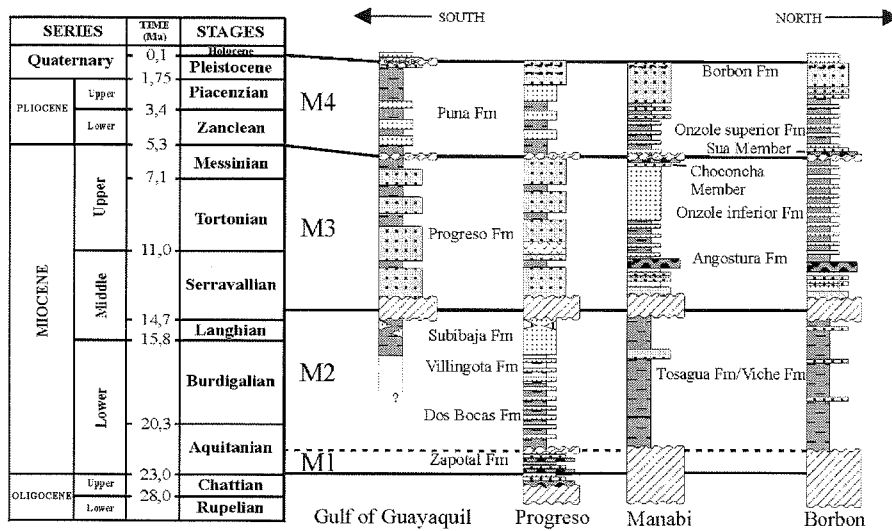 SOUTH NORTH
SERIES TIME (Ma) STAGES
Quaternary 0,1 Holocene
Pleistocene
1,75
PLIOCENE Upper Piacenzian
3,4
Lower Zanclean
5,3
MIOCENE Upper Messinian
7,1
Tortonian
11,0
Middle Serravallian
14,7
Langhian
15,8
Lower Burdigalian
20,3
Aquitanian
23,0
OLIGOCENE Upper Chattian
28,0
Lower Rupelian
M4
M3
M2
M1
Borbon Fm
Puna Fm
Onzole superior Fm
Sua Member
Choconcha
Member
Onzole inferior Fm
Progreso Fm
Angostura Fm
Subibaja Fm
Villingota Fm
Tosagua Fm/Viche Fm
?
Dos Bocas Fm
Zapotal Fm
Gulf of Guayaquil Progreso Manabi Borbon